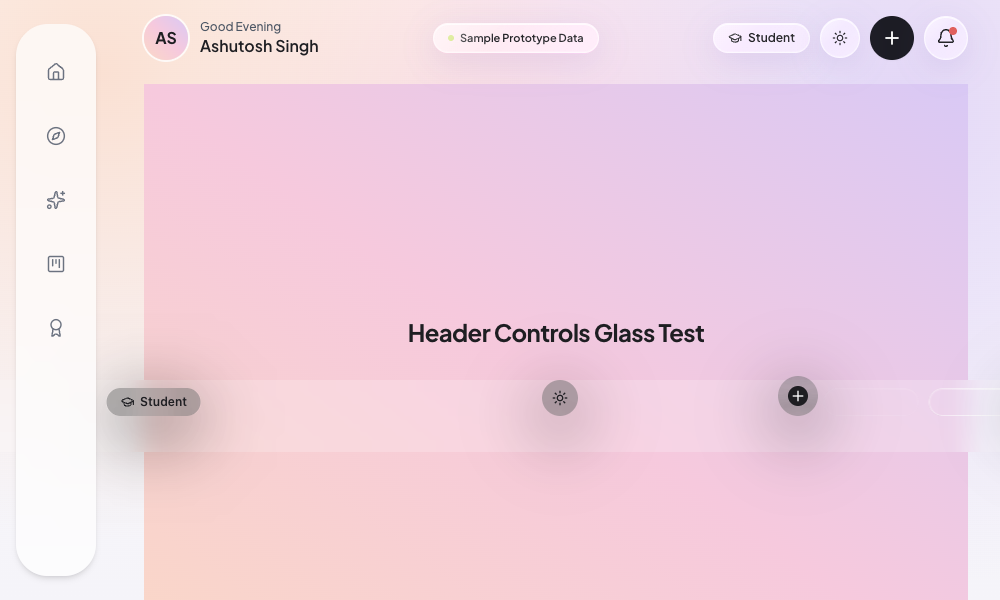 Good Evening
AS
Ashutosh Singh
Sample Prototype Data
Student
Header Controls Glass Test
Student